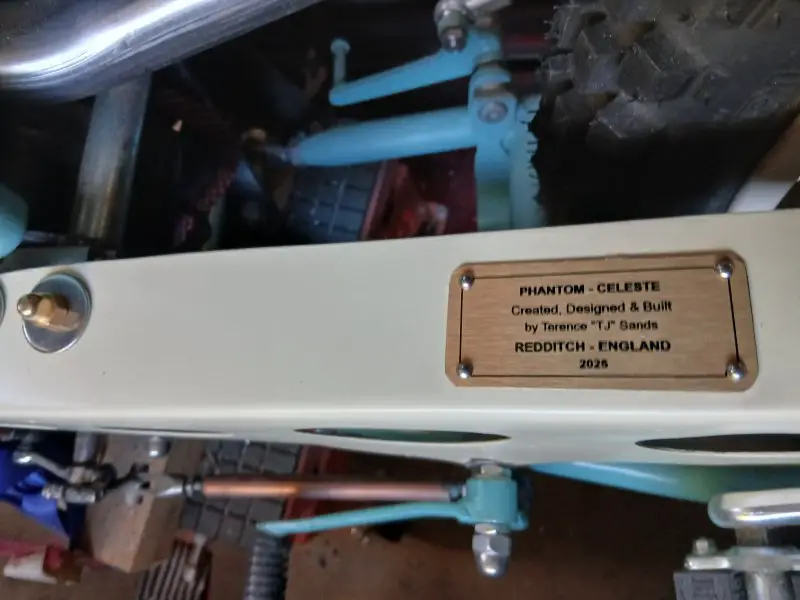 PHANTOM - CELESTE
Created, Designed & Built
by Terence "TJ" Sands
REDDITCH - ENGLAND
2025